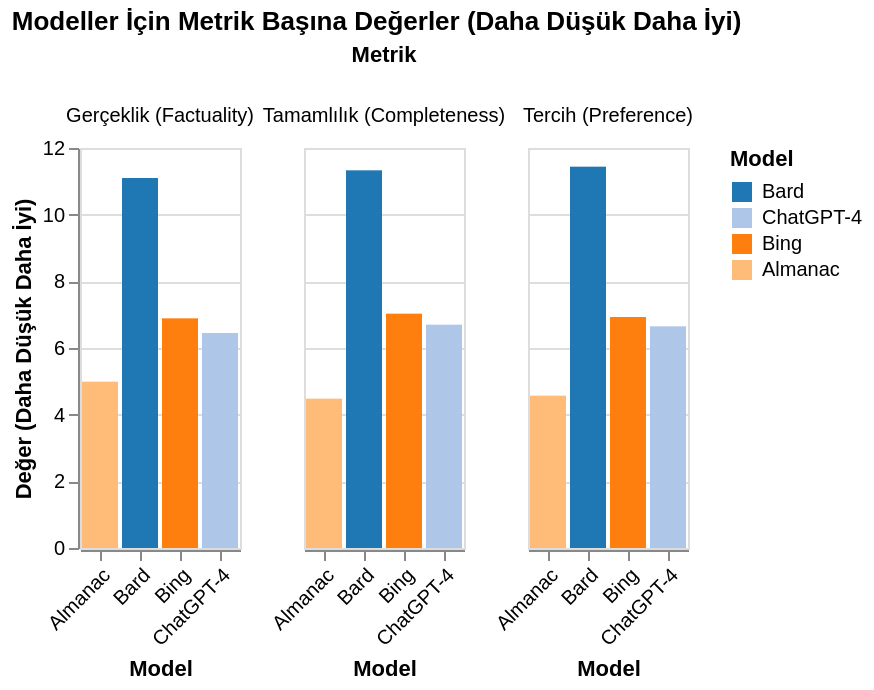 Modeller İçin Metrik Başına Değerler (Daha Düşük Daha İyi)
Metrik
Gerçeklik (Factuality) Tamamlılık (Completeness) Tercih (Preference)
Değer (Daha Düşük Daha İyi)
12
10
8
6
4
2
0
Almanac Bard Bing ChatGPT-4
Almanac Bard Bing ChatGPT-4
Almanac Bard Bing ChatGPT-4
Model Model Model
Model
Bard
ChatGPT-4
Bing
Almanac